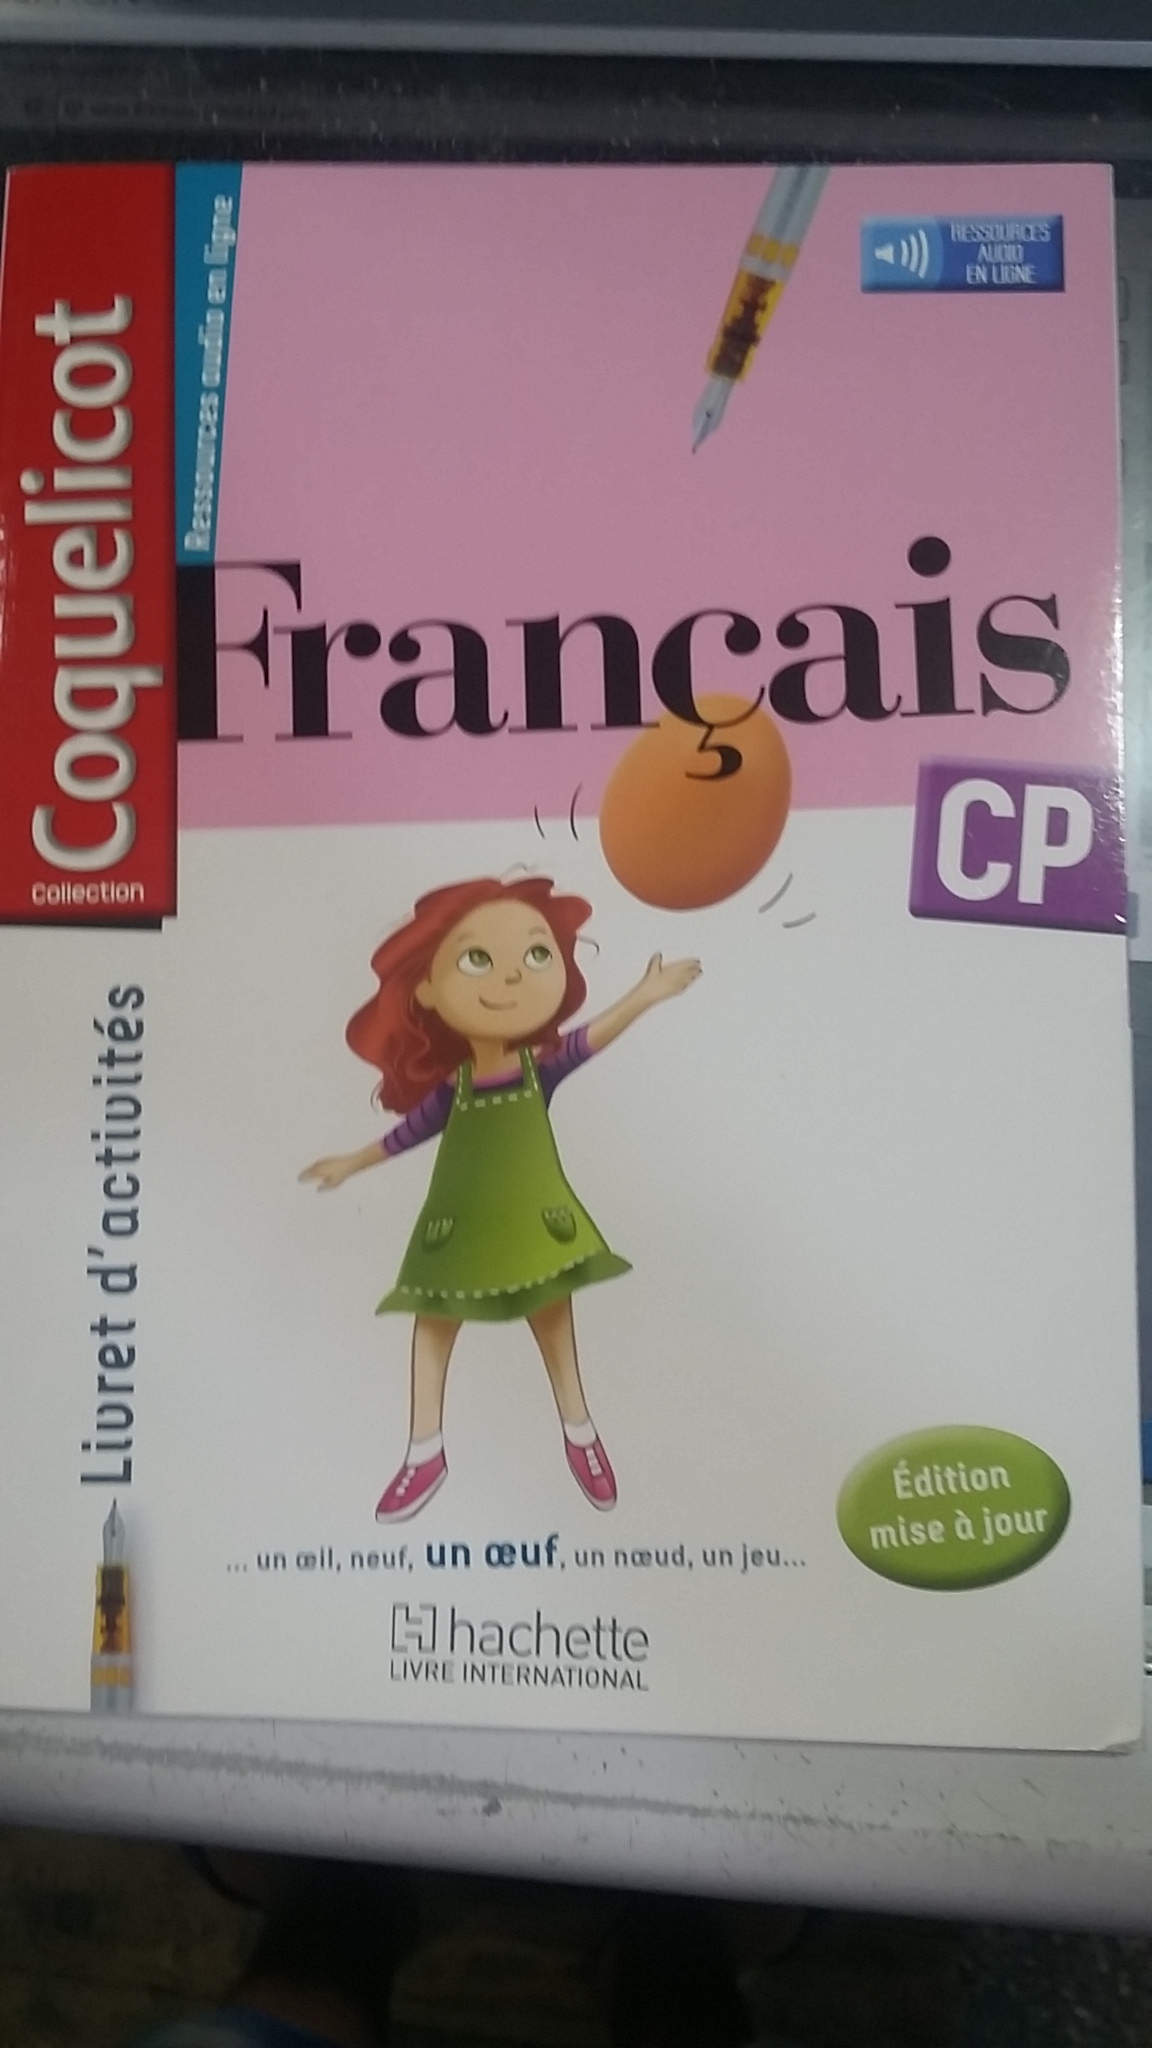 Collection
Coquelicot
Ressources audio en ligne
RESSOURCES
AUDIO
EN LIGNE
Français
CP
Livret d'activités
Édition
mise à jour
... un œil, neuf, un œuf, un nœud, un jeu...
hachette
LIVRE INTERNATIONAL